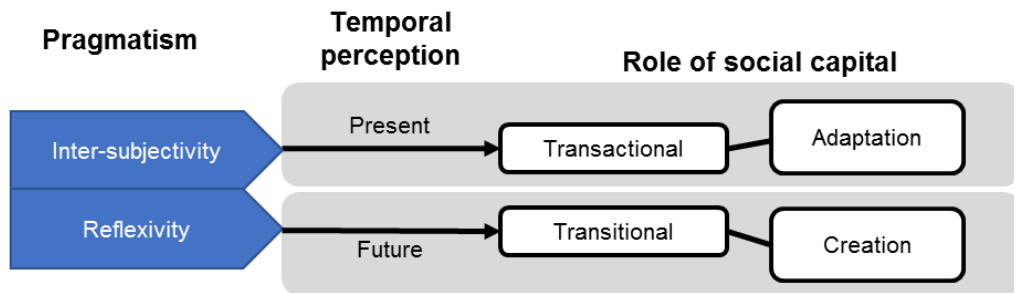 Pragmatism
Temporal
perception
Role of social capital
Inter-subjectivity
Present
Transactional
Adaptation
Reflexivity
Future
Transitional
Creation